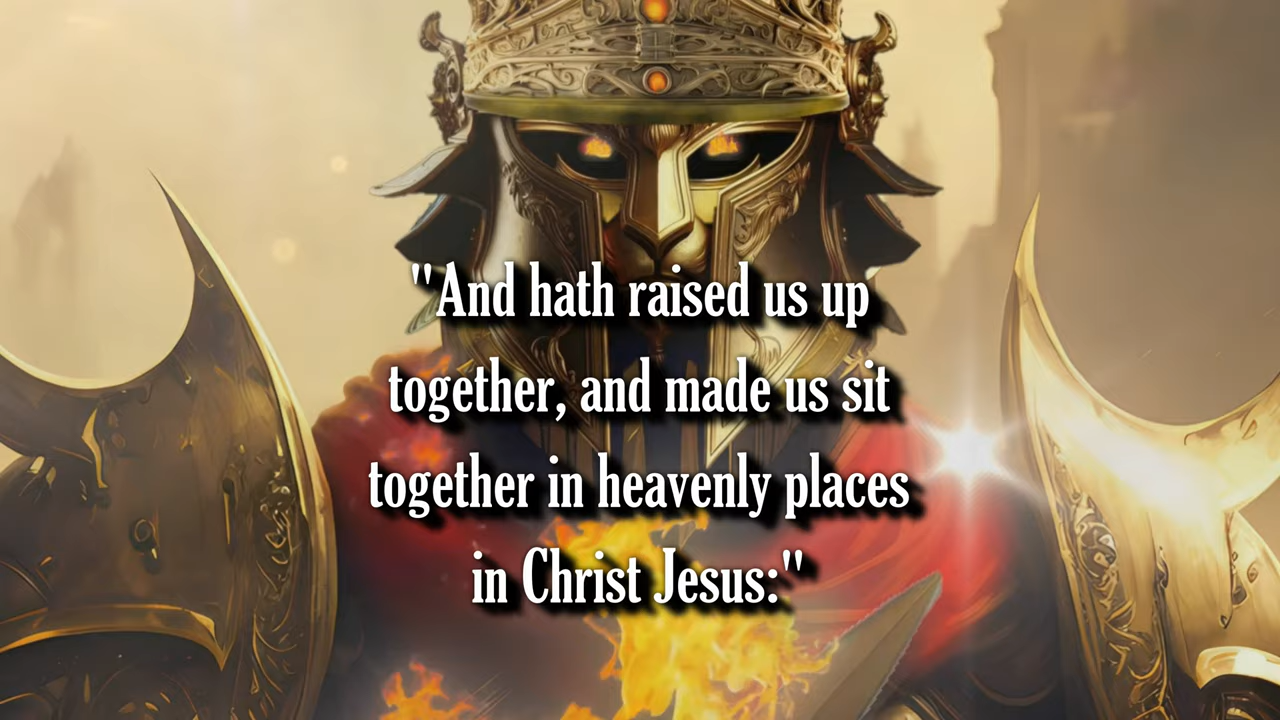 "And hath raised us up
together, and made us sit
together in heavenly places
in Christ Jesus:"